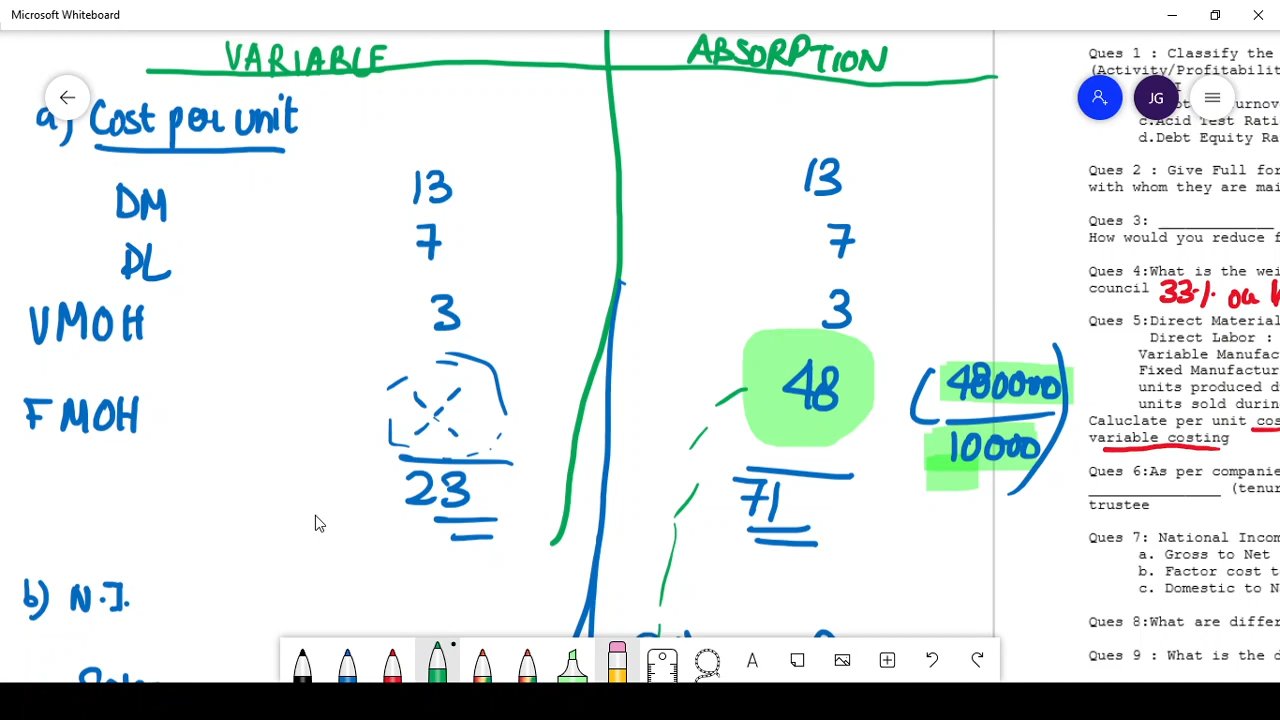 Microsoft Whiteboard
VARIABLE ABSORPTION
a) Cost per unit
DM 13 13
DL 7 7
VMOH 3 3
FMOH 48 (480000
10000)
23 71
b) N.I.
JG
Ques 1 : Classify the
(Activity/Profitabilit
c.Acid Test Rati
d.Debt Equity Ra
Ques 2 : Give Full for
with whom they are mai
Ques 3: ____________
How would you reduce f
Ques 4:What is the wei
council 33% or
Ques 5:Direct Material
Direct Labor :
Variable Manufac
Fixed Manufactur
units produced d
units sold durin
Caluclate per unit cos
variable costing
Ques 6:As per companie
______________ (tenur
trustee
Ques 7: National Incom
a. Gross to Net
b. Factor cost t
c. Domestic to N
Ques 8:What are differ
Ques 9 : What is the d
A